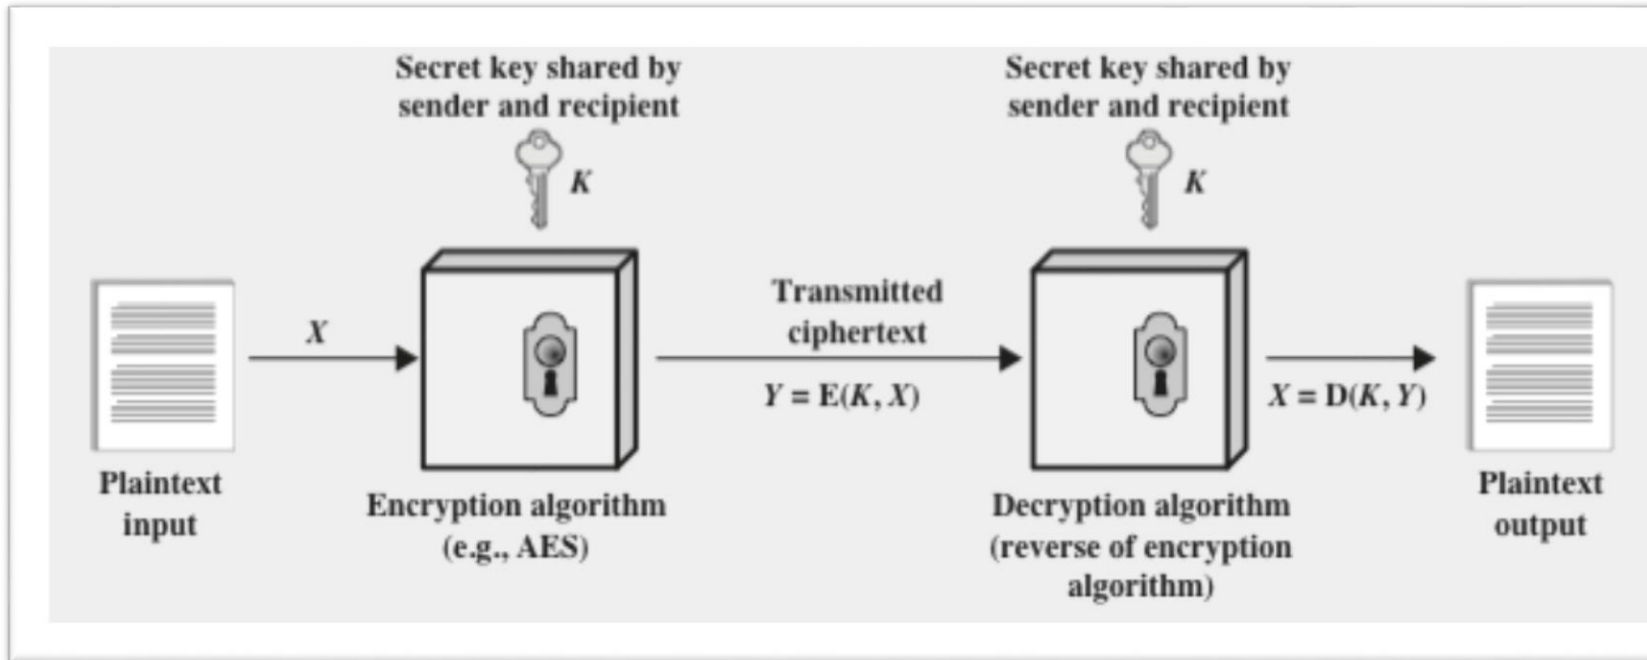 Secret key shared by
sender and recipient
K
Secret key shared by
sender and recipient
K
X
Transmitted
ciphertext
Y = E(K, X)
X = D(K, Y)
Plaintext
input
Encryption algorithm
(e.g., AES)
Decryption algorithm
(reverse of encryption
algorithm)
Plaintext
output